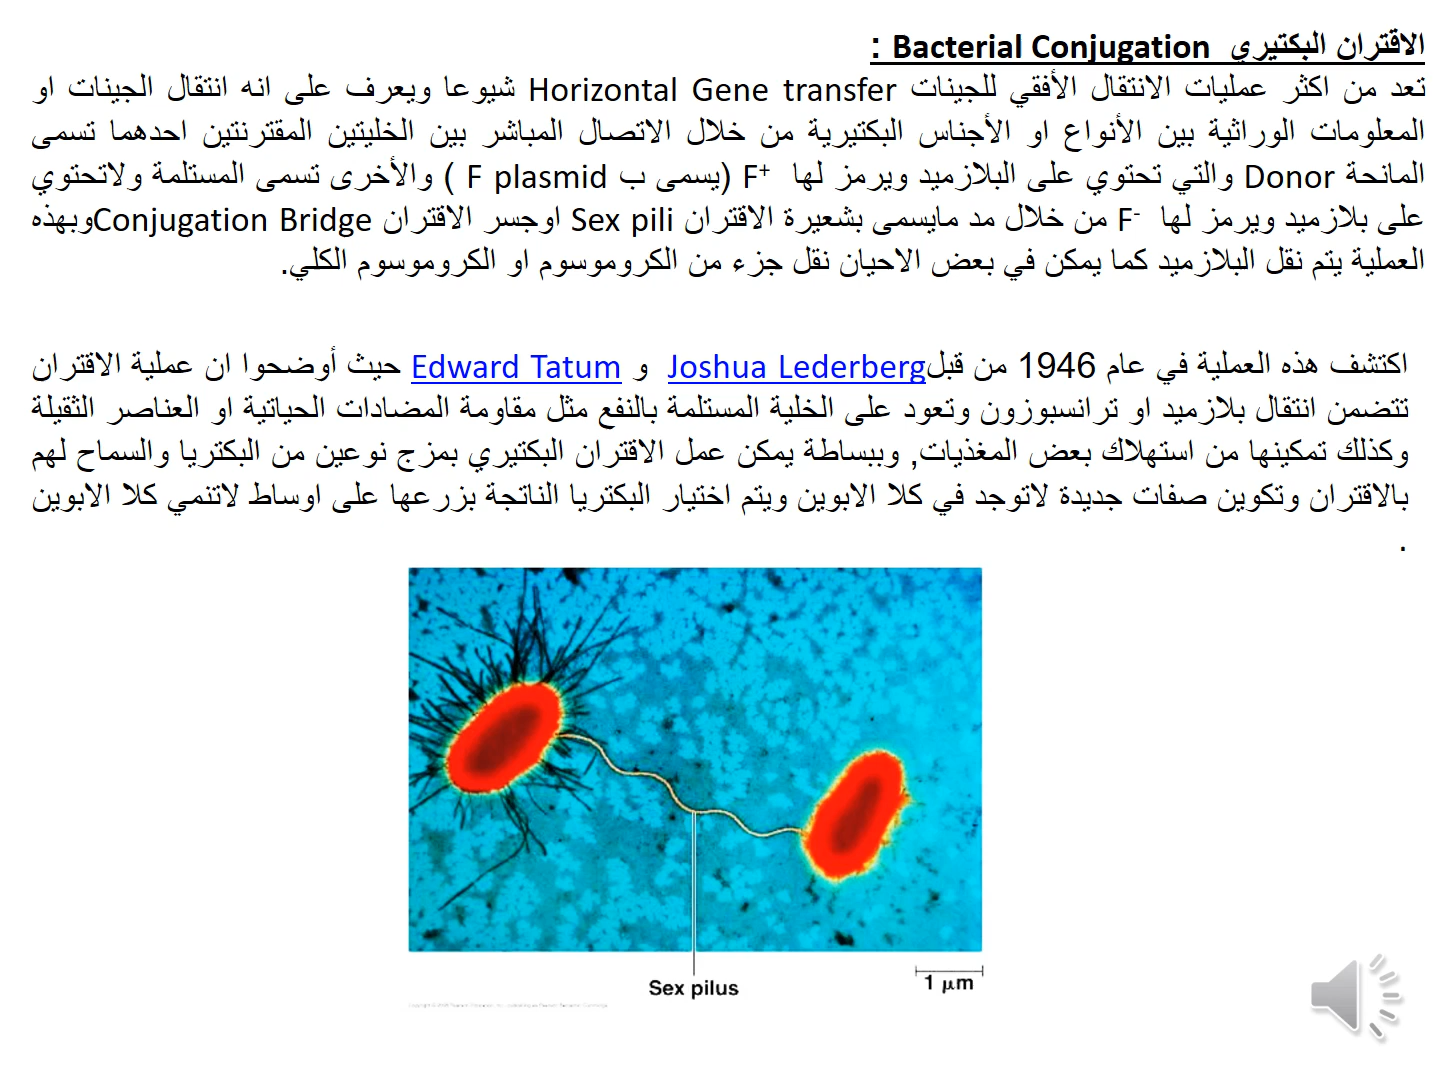 الاقتران البكتيري Bacterial Conjugation :
تعد من اكثر عمليات الانتقال الأفقي للجينات Horizontal Gene transfer شيوعا ويعرف على انه انتقال الجينات او
المعلومات الوراثية بين الأنواع او الأجناس البكتيرية من خلال الاتصال المباشر بين الخليتين المقترنتين احدهما تسمى
المانحة Donor والتي تحتوي على البلازميد ويرمز لها F⁺ (يسمى ب F plasmid ) والأخرى تسمى المستلمة ولاتحتوي
على بلازميد ويرمز لها F⁻ من خلال مد مايسمى بشعيرة الاقتران Sex pili اوجسر الاقتران Conjugation Bridgeوبهذه
العملية يتم نقل البلازميد كما يمكن في بعض الاحيان نقل جزء من الكروموسوم او الكروموسوم الكلي.
اكتشف هذه العملية في عام 1946 من قبلJoshua Lederberg و Edward Tatum حيث أوضحوا ان عملية الاقتران
تتضمن انتقال بلازميد او ترانسبوزون وتعود على الخلية المستلمة بالنفع مثل مقاومة المضادات الحياتية او العناصر الثقيلة
وكذلك تمكينها من استهلاك بعض المغذيات, وببساطة يمكن عمل الاقتران البكتيري بمزج نوعين من البكتريا والسماح لهم
بالاقتران وتكوين صفات جديدة لاتوجد في كلا الابوين ويتم اختيار البكتريا الناتجة بزرعها على اوساط لاتنمي كلا الابوين
.
Sex pilus
1 μm